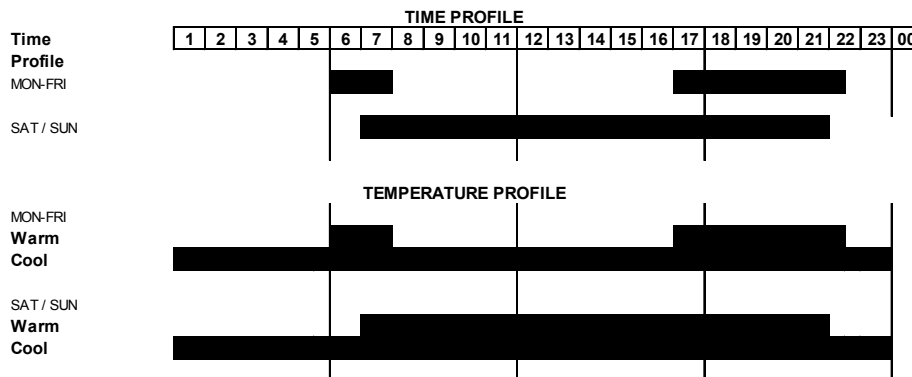 TIME PROFILE
Time 1 2 3 4 5 6 7 8 9 10 11 12 13 14 15 16 17 18 19 20 21 22 23 00
Profile
MON-FRI
SAT / SUN
TEMPERATURE PROFILE
MON-FRI
Warm
Cool
SAT / SUN
Warm
Cool